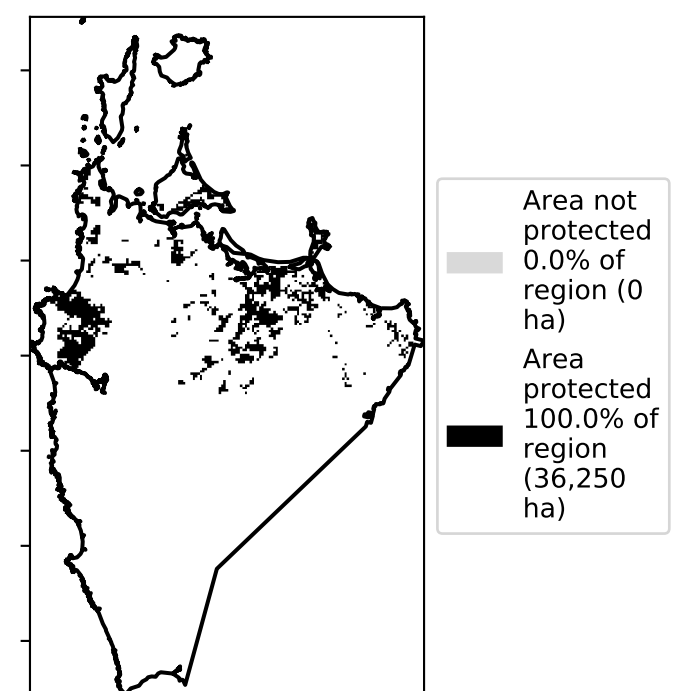 Area not
protected
0.0% of
region (0
ha)
Area
protected
100.0% of
region
(36,250
ha)